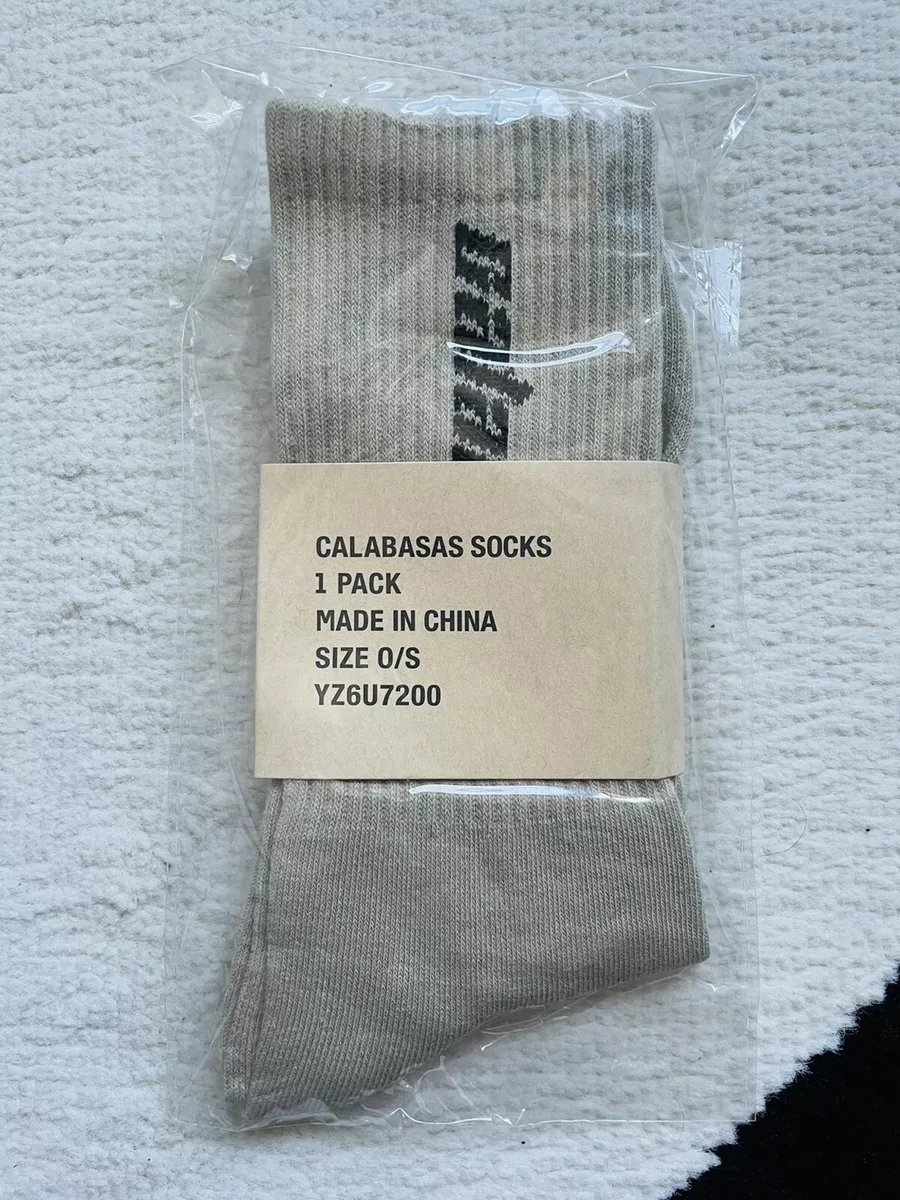 CALABASAS SOCKS
1 PACK
MADE IN CHINA
SIZE O/S
YZ6U7200